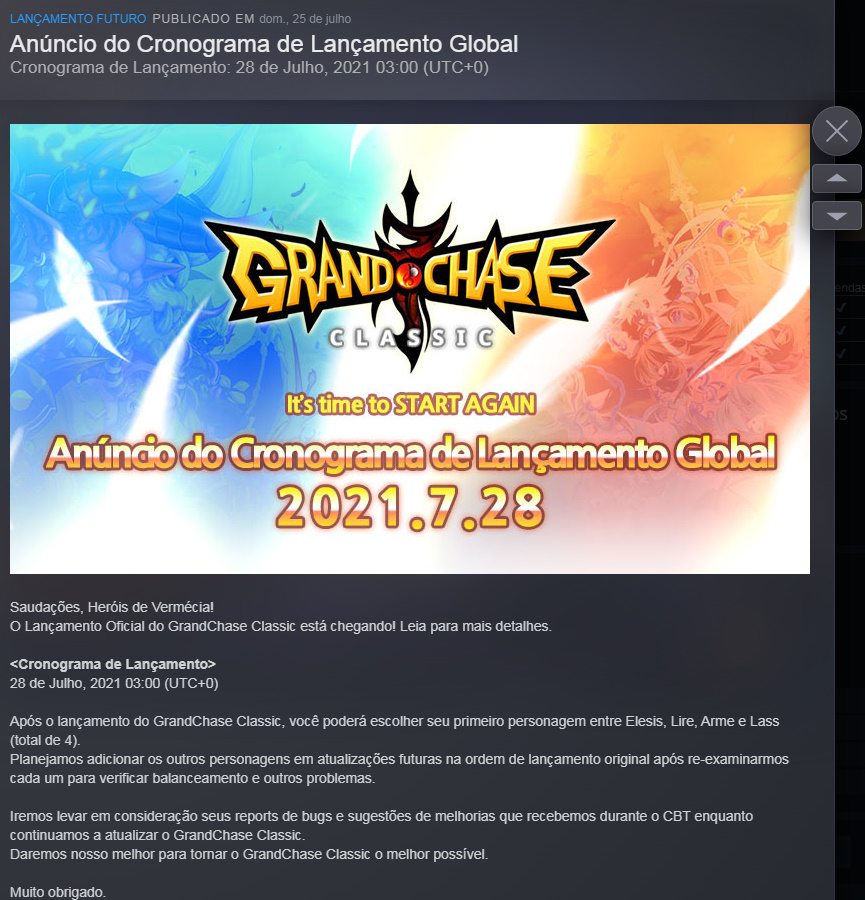 LANÇAMENTO FUTURO PUBLICADO EM dom., 25 de julho
Anúncio do Cronograma de Lançamento Global
Cronograma de Lançamento: 28 de Julho, 2021 03:00 (UTC+0)
GRAND CHASE
CLASSIC
It's time to START AGAIN
Anúncio do Cronograma de Lançamento Global
2021.7.28
Saudações, Heróis de Vermécia!
O Lançamento Oficial do GrandChase Classic está chegando! Leia para mais detalhes.
<Cronograma de Lançamento>
28 de Julho, 2021 03:00 (UTC+0)
Após o lançamento do GrandChase Classic, você poderá escolher seu primeiro personagem entre Elesis, Lire, Arme e Lass
(total de 4).
Planejamos adicionar os outros personagens em atualizações futuras na ordem de lançamento original após re-examinarmos
cada um para verificar balanceamento e outros problemas.
Iremos levar em consideração seus reports de bugs e sugestões de melhorias que recebemos durante o CBT enquanto
continuamos a atualizar o GrandChase Classic.
Daremos nosso melhor para tornar o GrandChase Classic o melhor possível.
Muito obrigado.